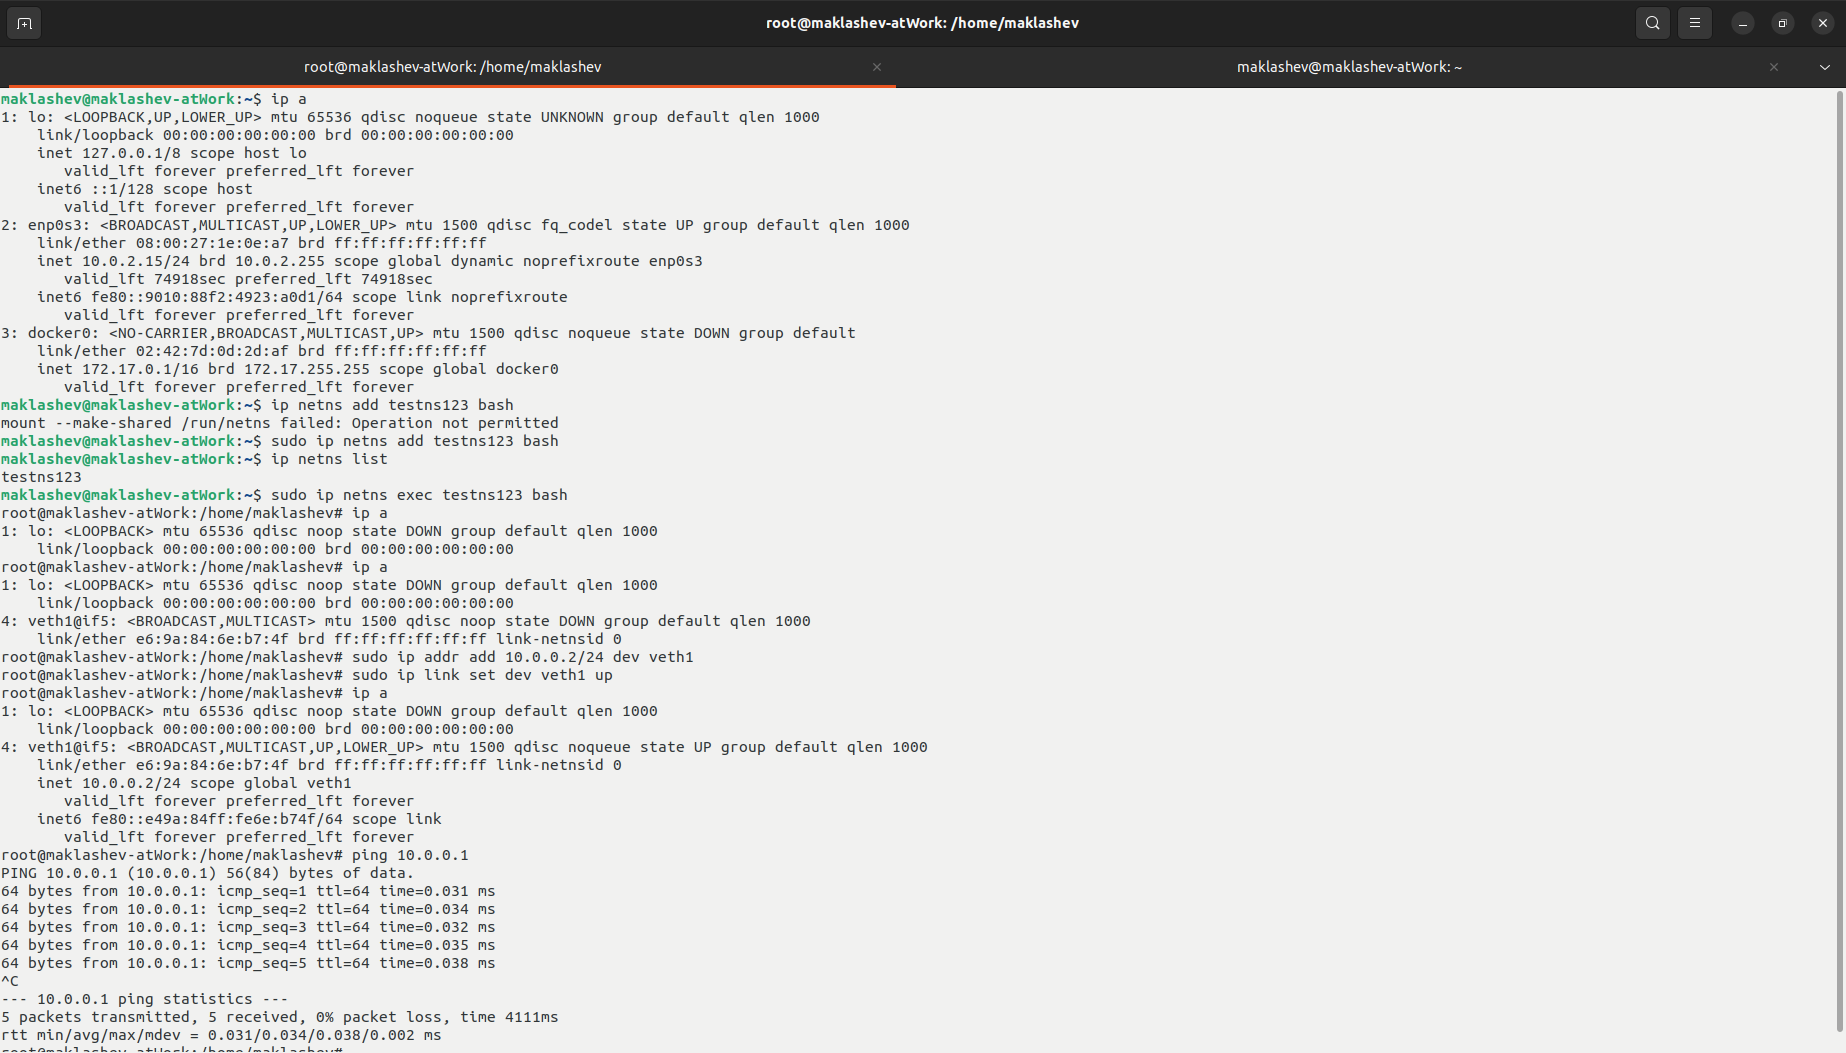 root@maklashev-atWork: /home/maklashev
root@maklashev-atWork: /home/maklashev
maklashev@maklashev-atWork: ~
maklashev@maklashev-atWork:~$ ip a
1: lo: <LOOPBACK,UP,LOWER_UP> mtu 65536 qdisc noqueue state UNKNOWN group default qlen 1000
    link/loopback 00:00:00:00:00:00 brd 00:00:00:00:00:00
    inet 127.0.0.1/8 scope host lo
       valid_lft forever preferred_lft forever
    inet6 ::1/128 scope host
       valid_lft forever preferred_lft forever
2: enp0s3: <BROADCAST,MULTICAST,UP,LOWER_UP> mtu 1500 qdisc fq_codel state UP group default qlen 1000
    link/ether 08:00:27:1e:0e:a7 brd ff:ff:ff:ff:ff:ff
    inet 10.0.2.15/24 brd 10.0.2.255 scope global dynamic noprefixroute enp0s3
       valid_lft 74918sec preferred_lft 74918sec
    inet6 fe80::9010:88f2:4923:a0d1/64 scope link noprefixroute
       valid_lft forever preferred_lft forever
3: docker0: <NO-CARRIER,BROADCAST,MULTICAST,UP> mtu 1500 qdisc noqueue state DOWN group default
    link/ether 02:42:7d:0d:2d:af brd ff:ff:ff:ff:ff:ff
    inet 172.17.0.1/16 brd 172.17.255.255 scope global docker0
       valid_lft forever preferred_lft forever
maklashev@maklashev-atWork:~$ ip netns add testns123 bash
mount --make-shared /run/netns failed: Operation not permitted
maklashev@maklashev-atWork:~$ sudo ip netns add testns123 bash
maklashev@maklashev-atWork:~$ ip netns list
testns123
maklashev@maklashev-atWork:~$ sudo ip netns exec testns123 bash
root@maklashev-atWork:/home/maklashev# ip a
1: lo: <LOOPBACK> mtu 65536 qdisc noop state DOWN group default qlen 1000
    link/loopback 00:00:00:00:00:00 brd 00:00:00:00:00:00
root@maklashev-atWork:/home/maklashev# ip a
1: lo: <LOOPBACK> mtu 65536 qdisc noop state DOWN group default qlen 1000
    link/loopback 00:00:00:00:00:00 brd 00:00:00:00:00:00
4: veth1@if5: <BROADCAST,MULTICAST> mtu 1500 qdisc noop state DOWN group default qlen 1000
    link/ether e6:9a:84:6e:b7:4f brd ff:ff:ff:ff:ff:ff link-netnsid 0
root@maklashev-atWork:/home/maklashev# sudo ip addr add 10.0.0.2/24 dev veth1
root@maklashev-atWork:/home/maklashev# sudo ip link set dev veth1 up
root@maklashev-atWork:/home/maklashev# ip a
1: lo: <LOOPBACK> mtu 65536 qdisc noop state DOWN group default qlen 1000
    link/loopback 00:00:00:00:00:00 brd 00:00:00:00:00:00
4: veth1@if5: <BROADCAST,MULTICAST,UP,LOWER_UP> mtu 1500 qdisc noqueue state UP group default qlen 1000
    link/ether e6:9a:84:6e:b7:4f brd ff:ff:ff:ff:ff:ff link-netnsid 0
    inet 10.0.0.2/24 scope global veth1
       valid_lft forever preferred_lft forever
    inet6 fe80::e49a:84ff:fe6e:b74f/64 scope link
       valid_lft forever preferred_lft forever
root@maklashev-atWork:/home/maklashev# ping 10.0.0.1
PING 10.0.0.1 (10.0.0.1) 56(84) bytes of data.
64 bytes from 10.0.0.1: icmp_seq=1 ttl=64 time=0.031 ms
64 bytes from 10.0.0.1: icmp_seq=2 ttl=64 time=0.034 ms
64 bytes from 10.0.0.1: icmp_seq=3 ttl=64 time=0.032 ms
64 bytes from 10.0.0.1: icmp_seq=4 ttl=64 time=0.035 ms
64 bytes from 10.0.0.1: icmp_seq=5 ttl=64 time=0.038 ms
^C
--- 10.0.0.1 ping statistics ---
5 packets transmitted, 5 received, 0% packet loss, time 4111ms
rtt min/avg/max/mdev = 0.031/0.034/0.038/0.002 ms
root@maklashev-atWork:/home/maklashev#